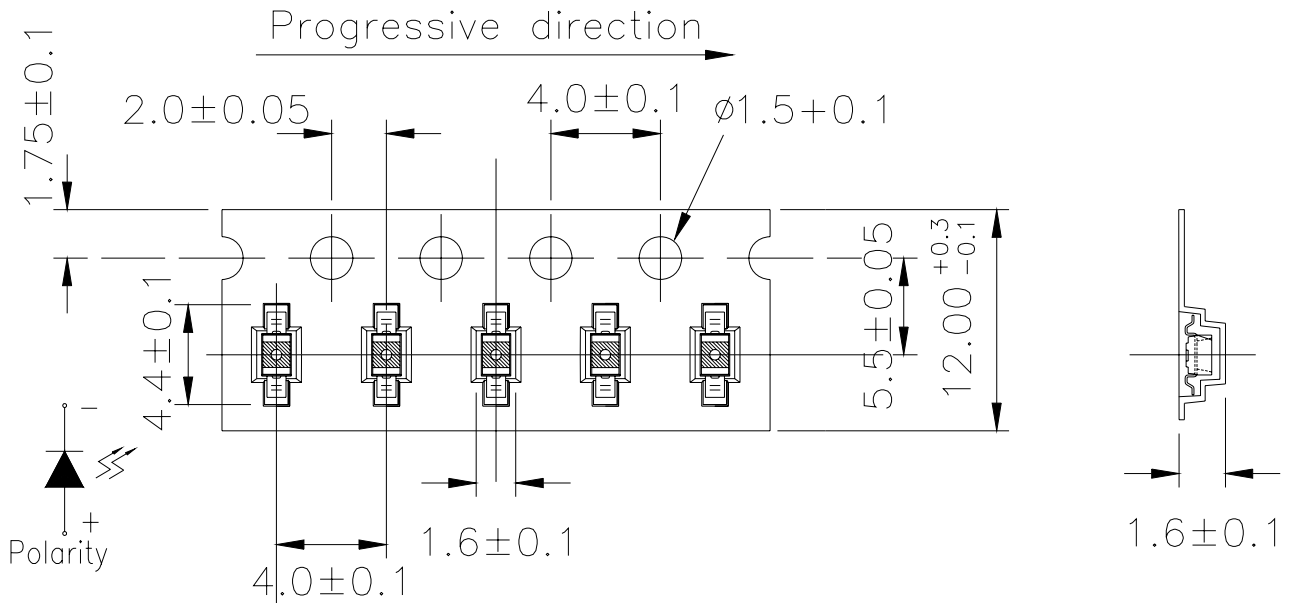 Progressive direction
1.75±0.1
2.0±0.05
4.0±0.1
ø1.5+0.1
4.4±0.1
5.5±0.05
12.00 +0.3 -0.1
-
+
Polarity
1.6±0.1
4.0±0.1
1.6±0.1